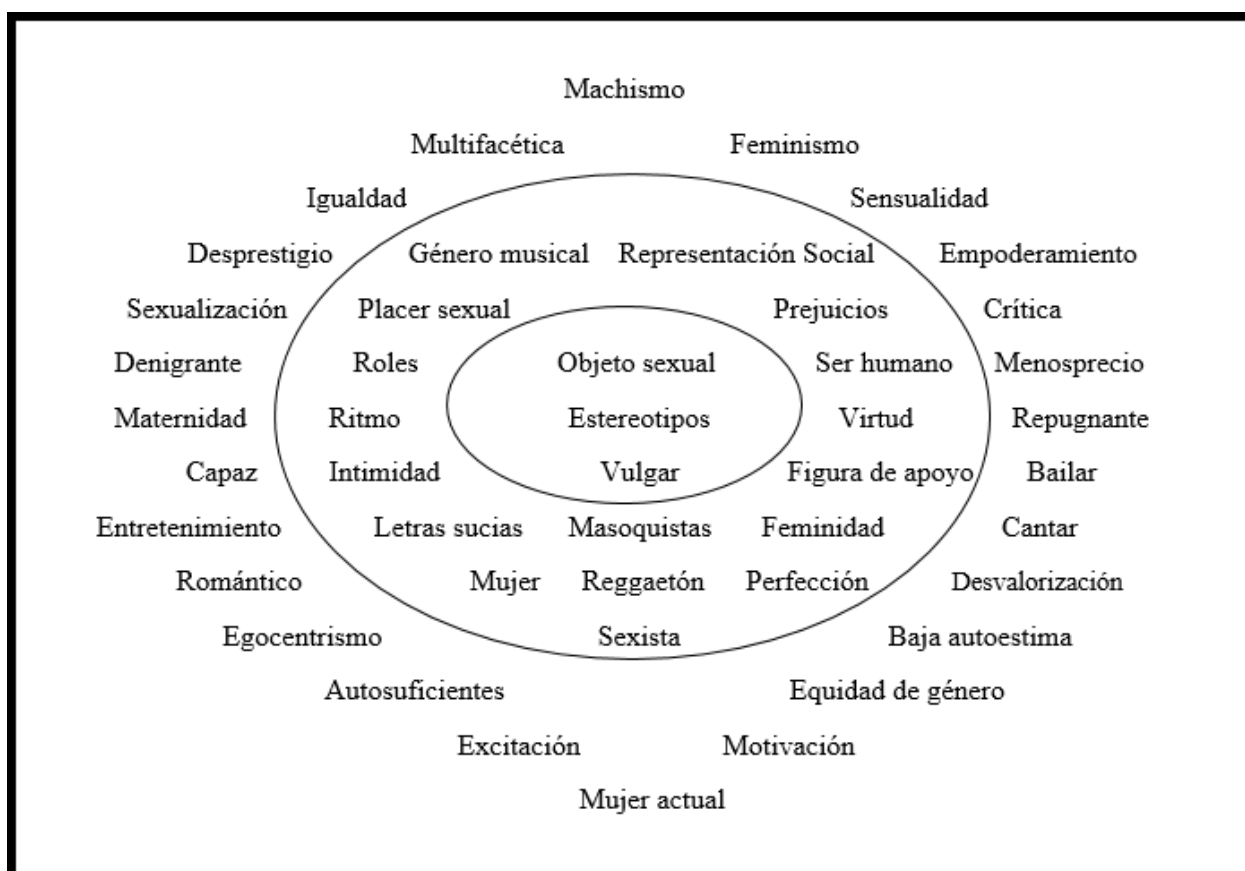 Machismo
Multifacética Feminismo
Igualdad Sensualidad
Desprestigio Género musical Representación Social Empoderamiento
Sexualización Placer sexual Prejuicios Crítica
Denigrante Roles Objeto sexual Ser humano Menosprecio
Maternidad Ritmo Estereotipos Virtud Repugnante
Capaz Intimidad Vulgar Figura de apoyo Bailar
Entretenimiento Letras sucias Masoquistas Feminidad Cantar
Romántico Mujer Reggaetón Perfección Desvalorización
Egocentrismo Sexista Baja autoestima
Autosuficientes Equidad de género
Excitación Motivación
Mujer actual